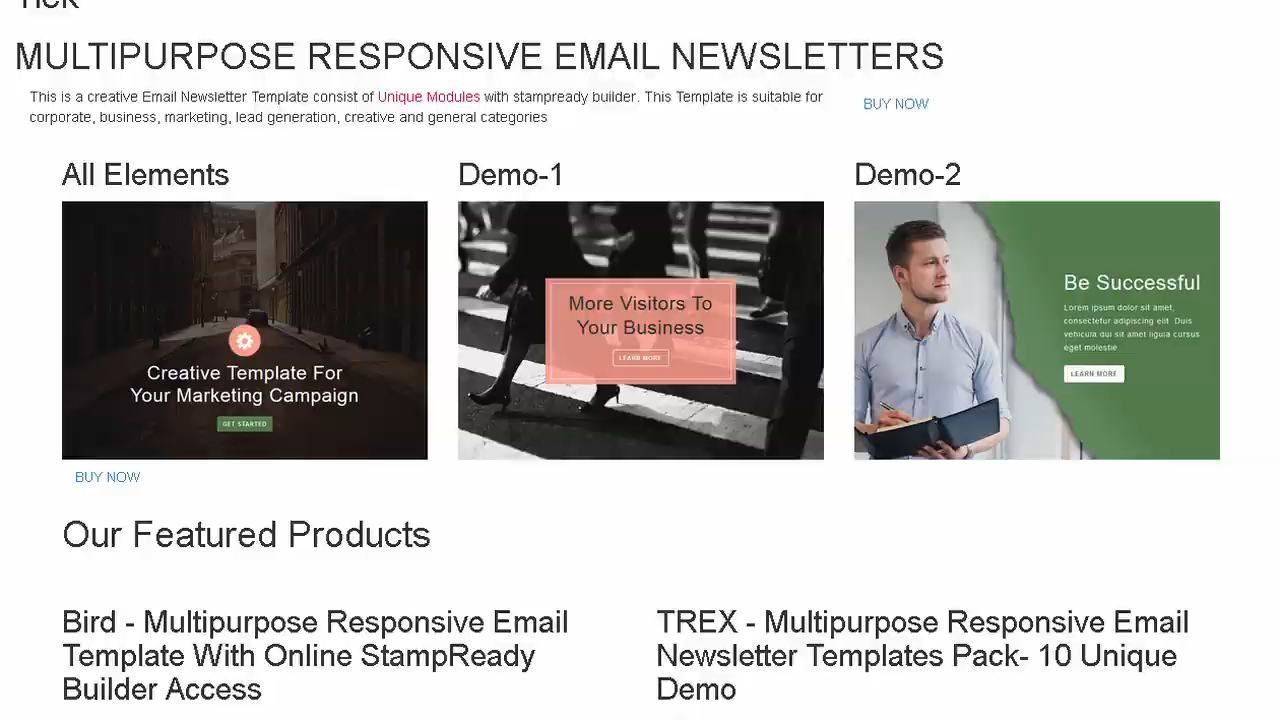 MULTIPURPOSE RESPONSIVE EMAIL NEWSLETTERS
This is a creative Email Newsletter Template consist of Unique Modules with stampready builder. This Template is suitable for
corporate, business, marketing, lead generation, creative and general categories
BUY NOW
All Elements
Demo-1
Demo-2
Creative Template For
Your Marketing Campaign
GET STARTED
More Visitors To
Your Business
LEARN MORE
Be Successful
Lorem ipsum dolor sit amet,
consectetur adipiscing elit. Duis
vehicula dui sit amet ligula cursus
eget molestie
LEARN MORE
BUY NOW
Our Featured Products
Bird - Multipurpose Responsive Email
Template With Online StampReady
Builder Access
TREX - Multipurpose Responsive Email
Newsletter Templates Pack- 10 Unique
Demo